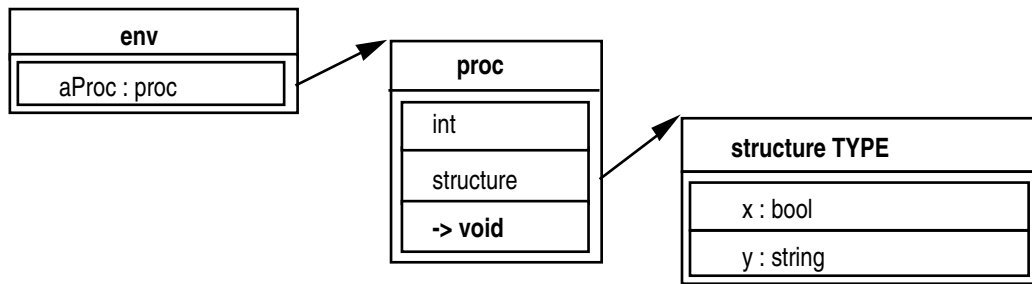 env
aProc : proc
proc
int
structure
-> void
structure TYPE
x : bool
y : string